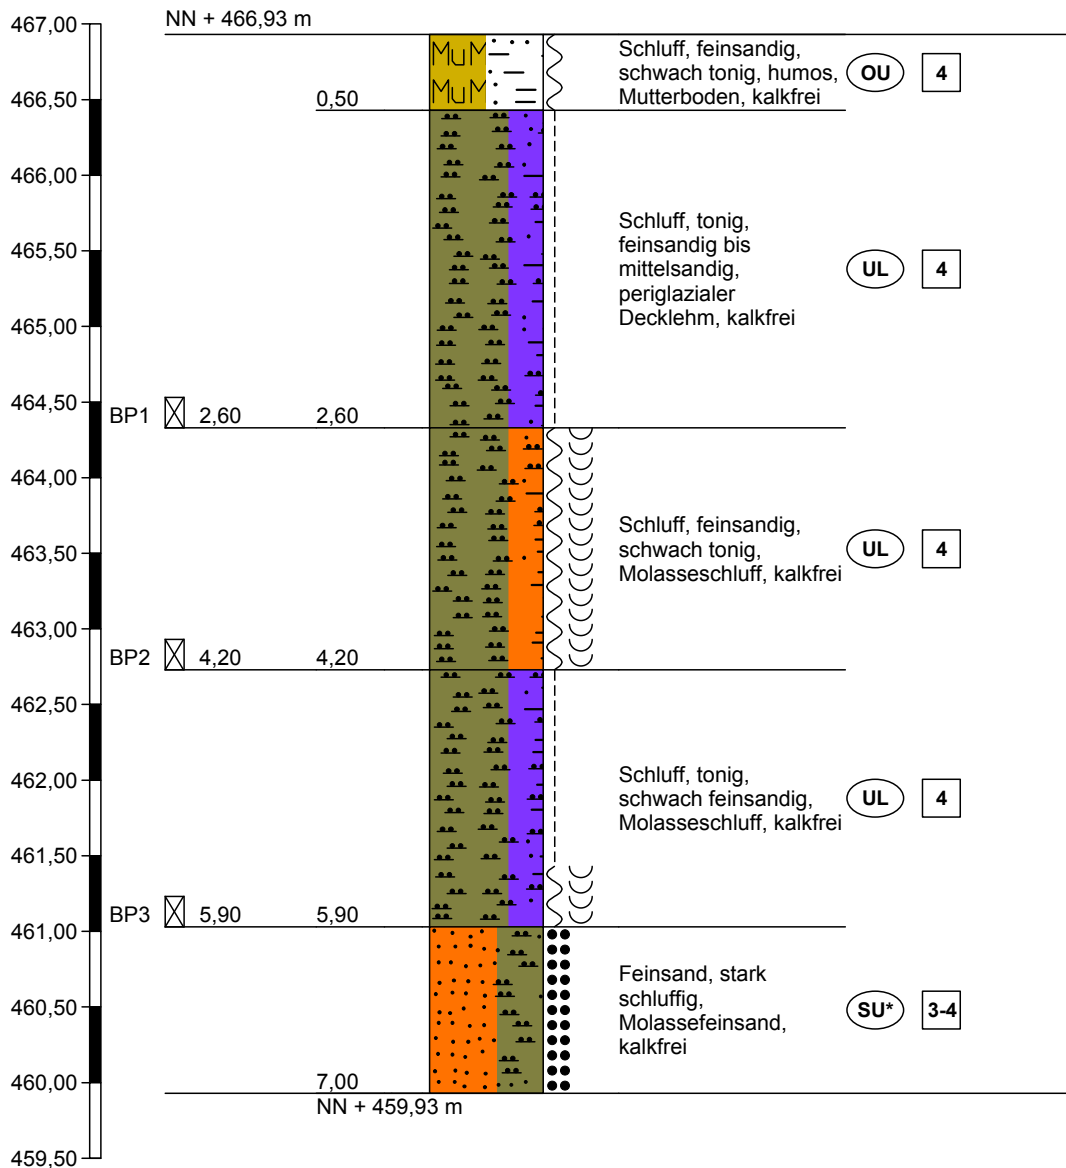 467,00
NN + 466,93 m
MuM
MuM
Schluff, feinsandig,
schwach tonig, humos,
Mutterboden, kalkfrei
OU
4
466,50
0,50
466,00
465,50
465,00
Schluff, tonig,
feinsandig bis
mittelsandig,
periglazialer
Decklehm, kalkfrei
UL
4
464,50
BP1
2,60
2,60
464,00
463,50
463,00
Schluff, feinsandig,
schwach tonig,
Molasseschluff, kalkfrei
UL
4
BP2
4,20
4,20
462,50
462,00
461,50
Schluff, tonig,
schwach feinsandig,
Molasseschluff, kalkfrei
UL
4
BP3
5,90
5,90
461,00
460,50
460,00
Feinsand, stark
schluffig,
Molassefeinsand,
kalkfrei
SU*
3-4
7,00
NN + 459,93 m
459,50